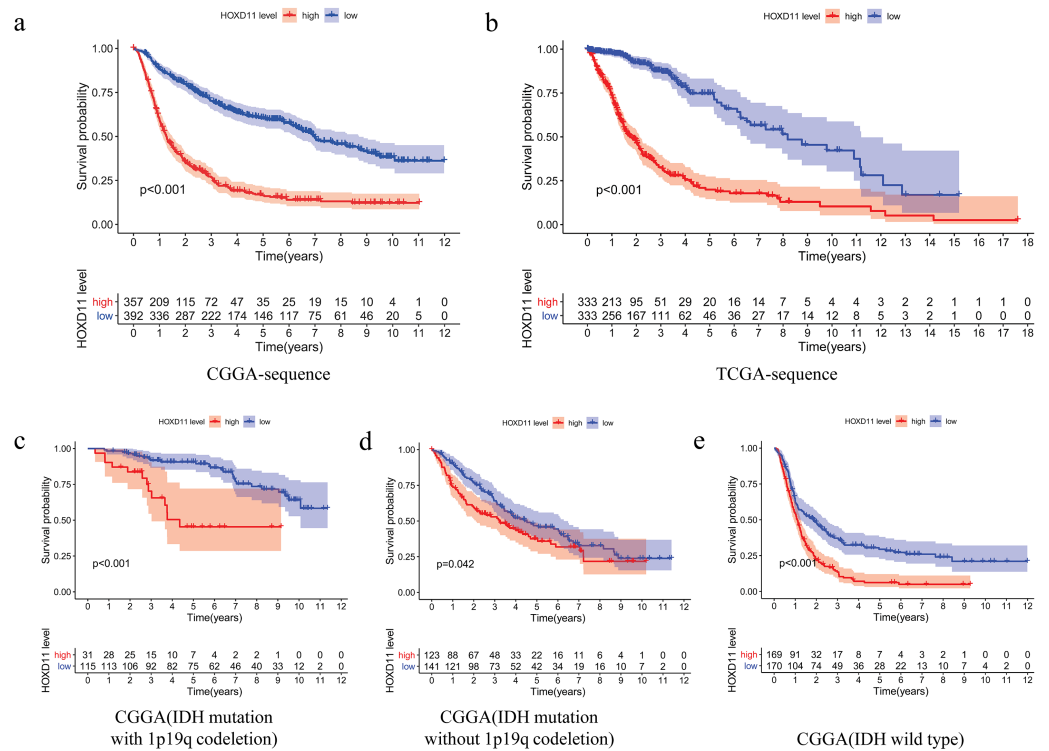 a
HOXD11 level high low
Survival probability
1.00
0.75
0.50
0.25
0.00
p<0.001
0 1 2 3 4 5 6 7 8 9 10 11 12
Time(years)
HOXD11 level
high 357 209 115 72 47 35 25 19 15 10 4 1 0
low 392 336 287 222 174 146 117 75 61 46 20 5 0
0 1 2 3 4 5 6 7 8 9 10 11 12
Time(years)
CGGA-sequence
b
HOXD11 level high low
Survival probability
1.00
0.75
0.50
0.25
0.00
p<0.001
0 1 2 3 4 5 6 7 8 9 10 11 12 13 14 15 16 17 18
Time(years)
HOXD11 level
high 333 213 95 51 29 20 16 14 7 5 4 4 3 2 2 1 1 1 0
low 333 256 167 111 62 46 36 27 17 14 12 8 5 3 2 1 0 0 0
0 1 2 3 4 5 6 7 8 9 10 11 12 13 14 15 16 17 18
Time(years)
TCGA-sequence
c
HOXD11 level high low
Survival probability
1.00
0.75
0.50
0.25
0.00
p<0.001
0 1 2 3 4 5 6 7 8 9 10 11 12
Time(years)
HOXD11 level
high 31 28 25 15 10 7 4 2 2 1 0 0 0
low 115 113 106 92 82 75 62 46 40 33 12 2 0
0 1 2 3 4 5 6 7 8 9 10 11 12
Time(years)
CGGA(IDH mutation
with 1p19q codeletion)
d
HOXD11 level high low
Survival probability
1.00
0.75
0.50
0.25
0.00
p=0.042
0 1 2 3 4 5 6 7 8 9 10 11 12
Time(years)
HOXD11 level
high 123 88 67 48 33 22 16 11 6 4 1 0 0
low 141 121 98 73 52 42 34 19 16 10 7 2 0
0 1 2 3 4 5 6 7 8 9 10 11 12
Time(years)
CGGA(IDH mutation
without 1p19q codeletion)
e
HOXD11 level high low
Survival probability
1.00
0.75
0.50
0.25
0.00
p<0.001
0 1 2 3 4 5 6 7 8 9 10 11 12
Time(years)
HOXD11 level
high 169 91 32 17 8 7 4 3 2 1 0 0 0
low 170 104 74 49 36 28 22 13 10 7 4 2 0
0 1 2 3 4 5 6 7 8 9 10 11 12
Time(years)
CGGA(IDH wild type)